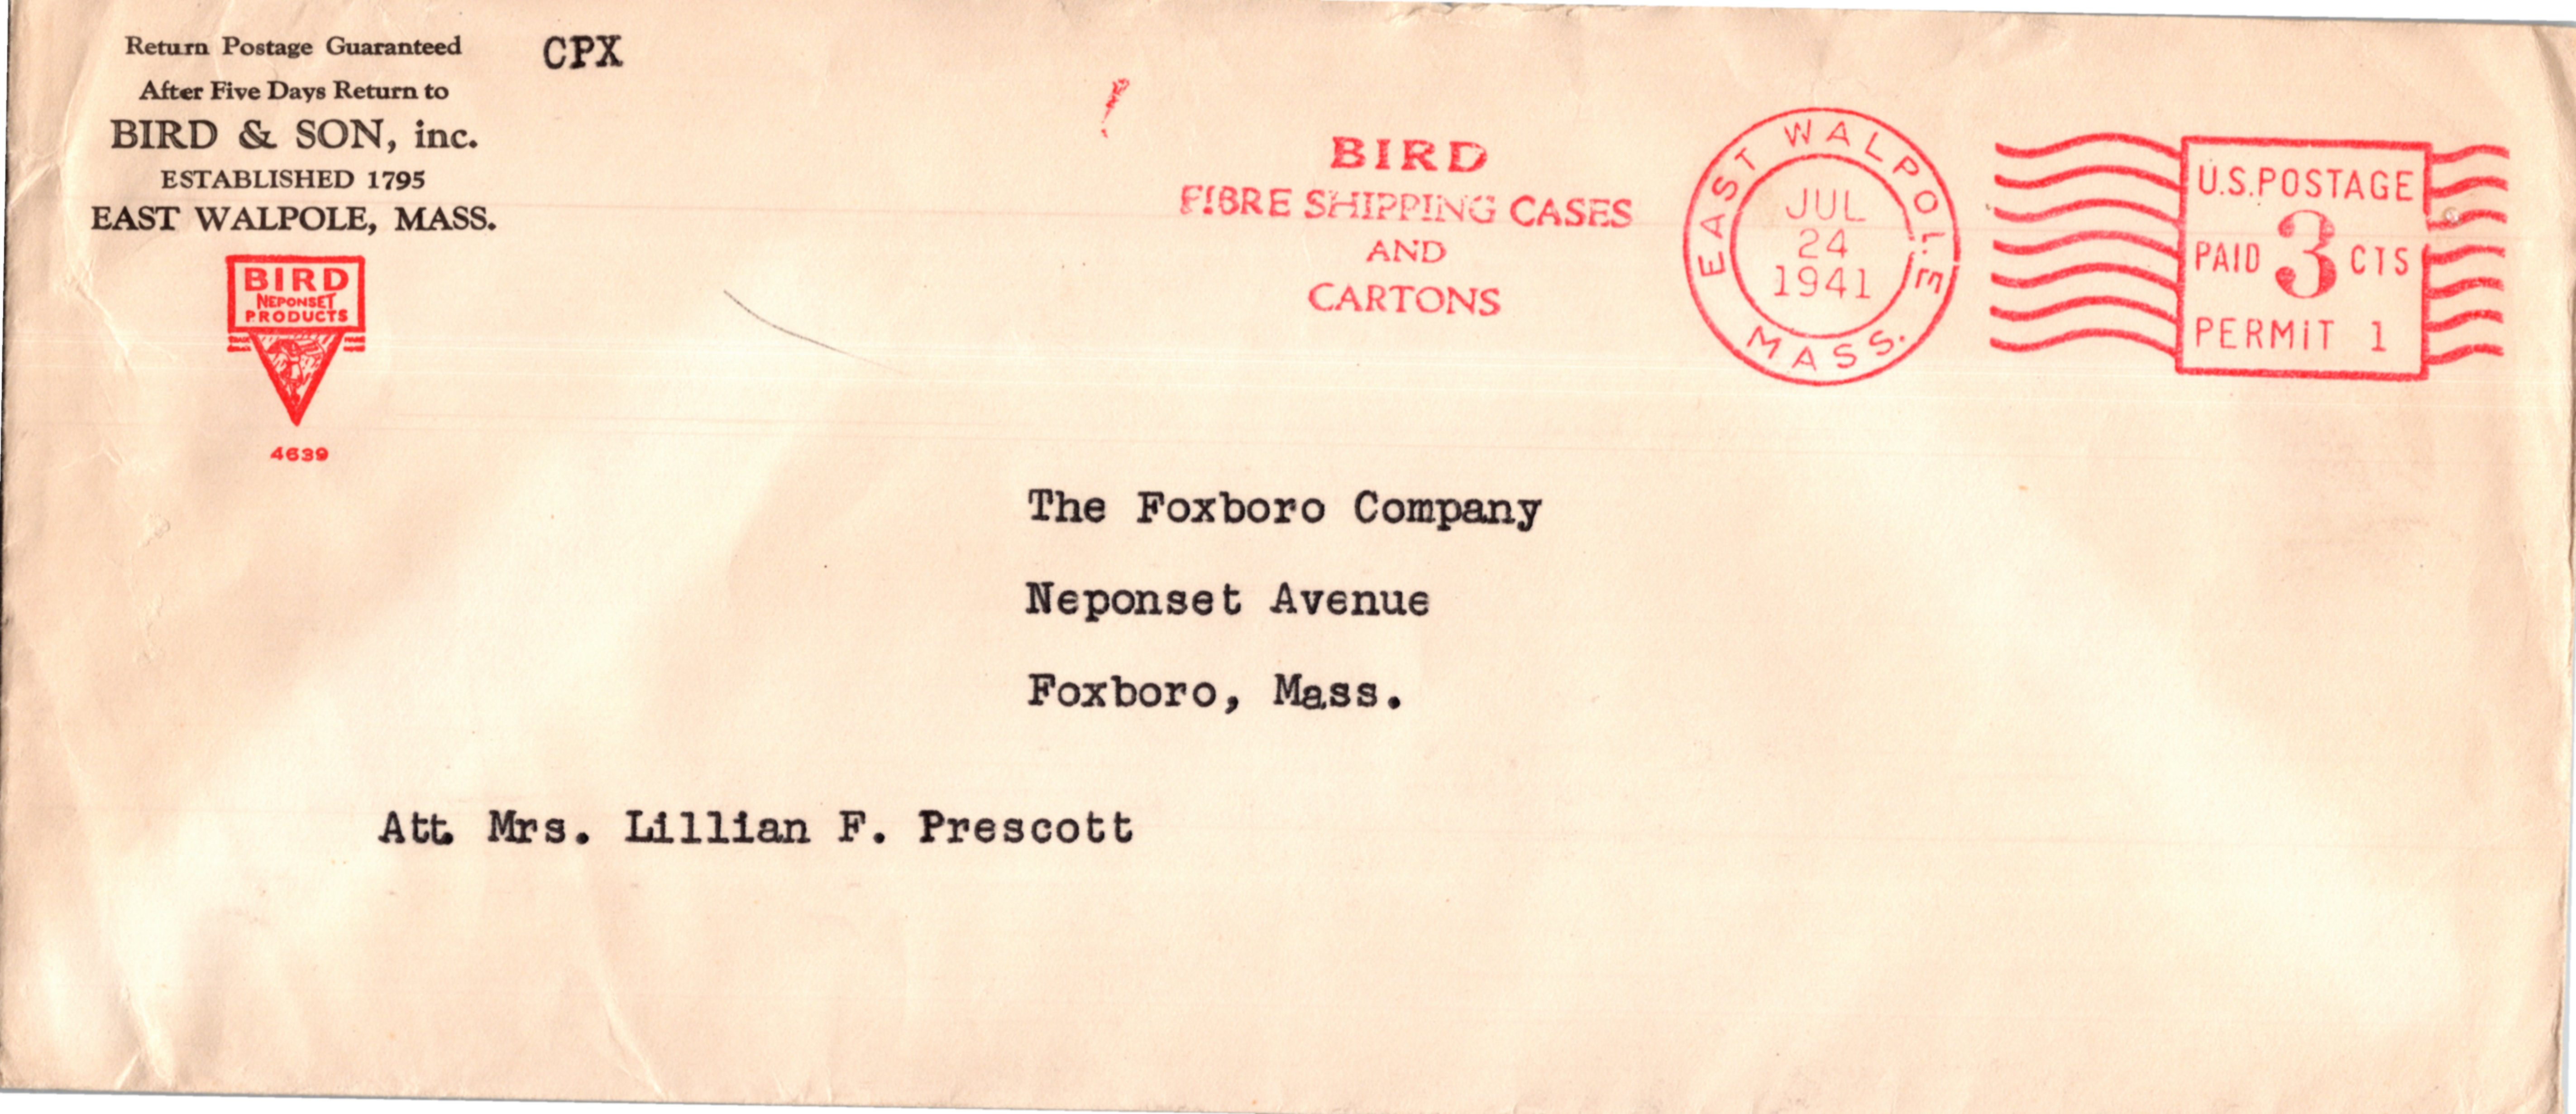 Return Postage Guaranteed
CPX
After Five Days Return to
BIRD & SON, inc.
ESTABLISHED 1795
EAST WALPOLE, MASS.
BIRD
NEPONSET
PRODUCTS
4639
BIRD
FIBRE SHIPPING CASES
AND
CARTONS
EAST WALPOLE
JUL
24
1941
MASS.
U.S. POSTAGE
PAID 3 CTS
PERMIT 1
The Foxboro Company
Neponset Avenue
Foxboro, Mass.
Att. Mrs. Lillian F. Prescott